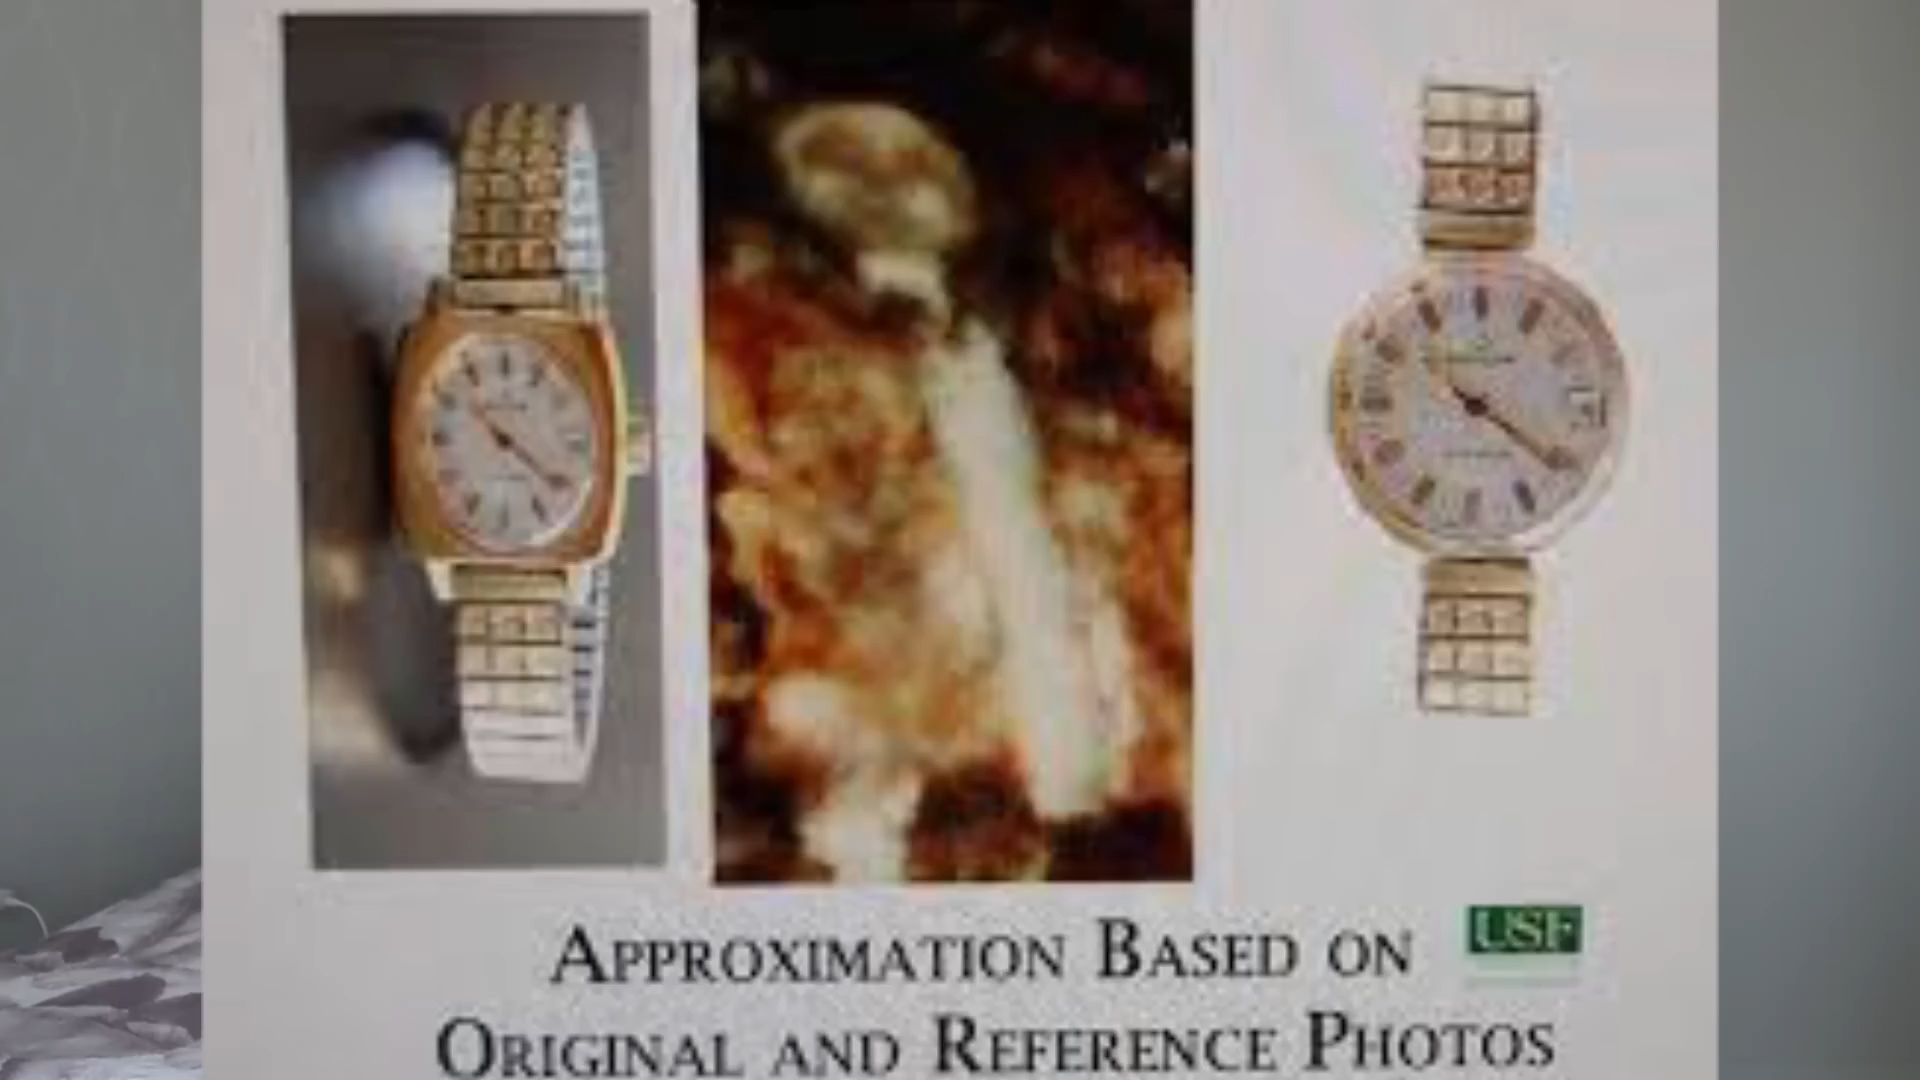 USF
APPROXIMATION BASED ON
ORIGINAL AND REFERENCE PHOTOS